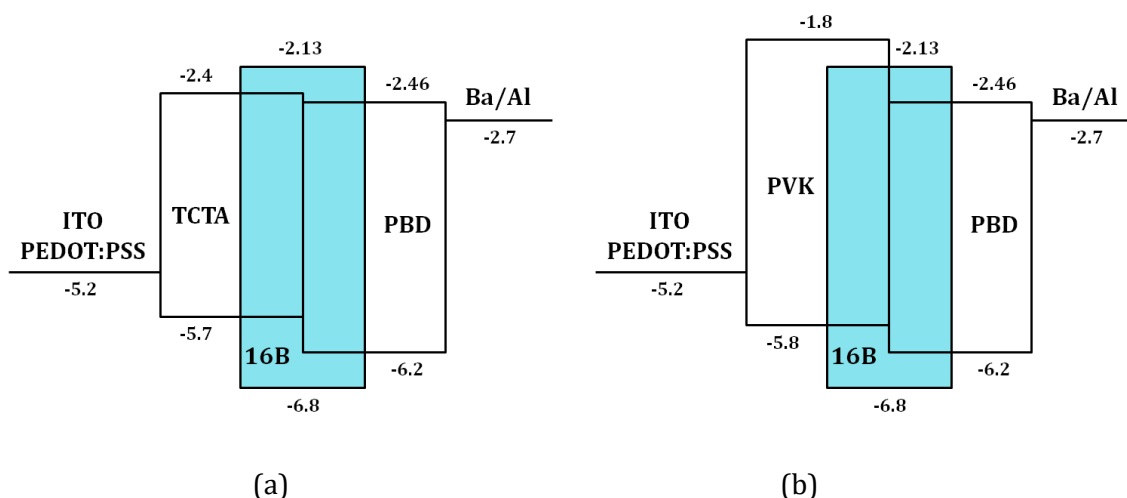 -2.13
-2.4
-2.46
Ba/Al
-2.7
TCTA
PBD
ITO
PEDOT:PSS
-5.2
-5.7
16B
-6.2
-6.8
(a)
-1.8
-2.13
-2.46
Ba/Al
-2.7
PVK
PBD
ITO
PEDOT:PSS
-5.2
-5.8
16B
-6.2
-6.8
(b)